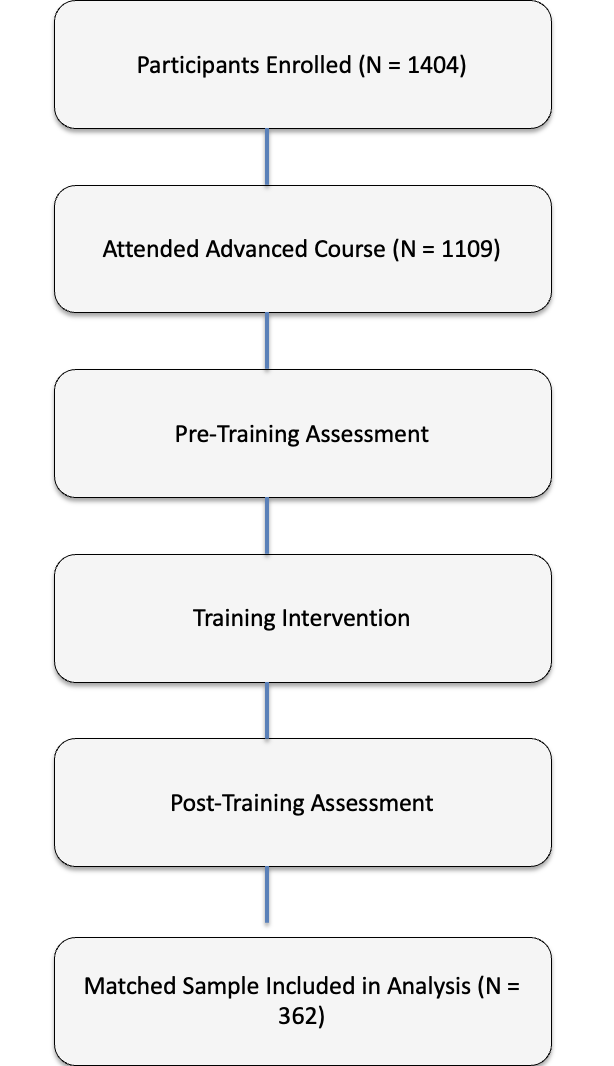 Participants Enrolled (N = 1404)
Attended Advanced Course (N = 1109)
Pre-Training Assessment
Training Intervention
Post-Training Assessment
Matched Sample Included in Analysis (N =
362)